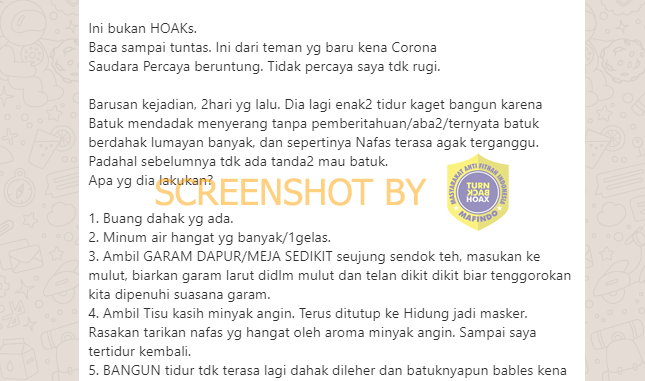 Ini bukan HOAKs.
Baca sampai tuntas. Ini dari teman yg baru kena Corona
Saudara Percaya beruntung. Tidak percaya saya tdk rugi.
Barusan kejadian, 2hari yg lalu. Dia lagi enak2 tidur kaget bangun karena
Batuk mendadak menyerang tanpa pemberitahuan/aba2/ternyata batuk
berdahak lumayan banyak, dan sepertinya Nafas terasa agak terganggu.
Padahal sebelumnya tdk ada tanda2 mau batuk.
Apa yg dia lakukan?
SCREENSHOT BY
MASYARAKAT ANTI FITNAH INDONESIA
TURN
BACK
HOAX
MAFINDO
1. Buang dahak yg ada.
2. Minum air hangat yg banyak/1gelas.
3. Ambil GARAM DAPUR/MEJA SEDIKIT seujung sendok teh, masukan ke
mulut, biarkan garam larut didlm mulut dan telan dikit dikit biar tenggorokan
kita dipenuhi suasana garam.
4. Ambil Tisu kasih minyak angin. Terus ditutup ke Hidung jadi masker.
Rasakan tarikan nafas yg hangat oleh aroma minyak angin. Sampai saya
tertidur kembali.
5. BANGUN tidur tdk terasa lagi dahak dileher dan batuknyapun bables kena